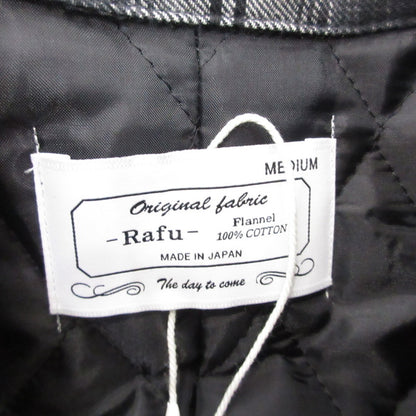 MEDIUM
Original fabric
-Rafu-
Flannel
100% COTTON
MADE IN JAPAN
The day to come